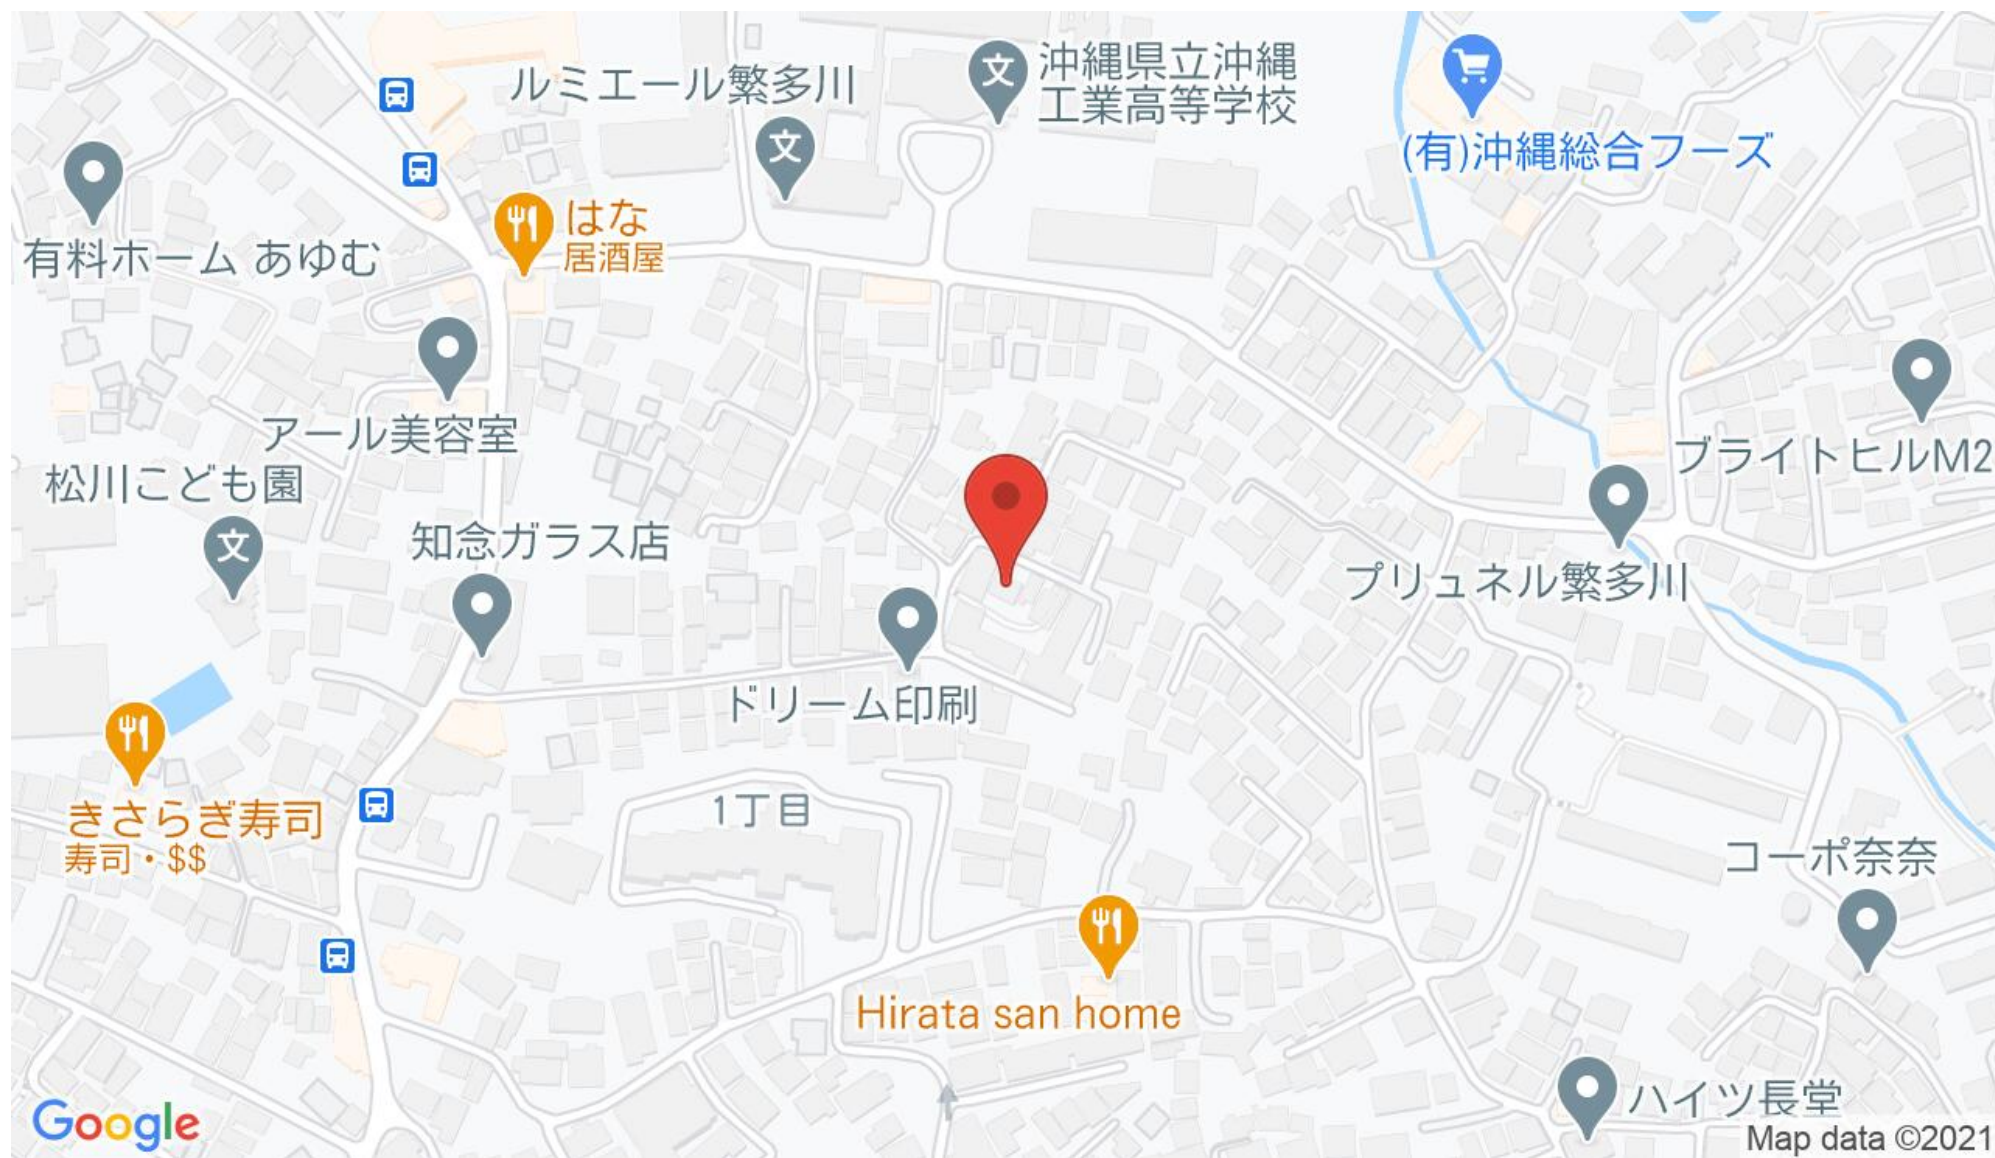 ルミエール繁多川
沖縄県立沖縄
工業高等学校
(有)沖縄総合フーズ
はな
居酒屋
有料ホーム あゆむ
アール美容室
松川こども園
知念ガラス店
ブライトヒルM2
プリュネル繁多川
ドリーム印刷
きさらぎ寿司
寿司・$$
1丁目
コーポ奈奈
Hirata san home
ハイツ長堂
Google
Map data ©2021
文
文
文